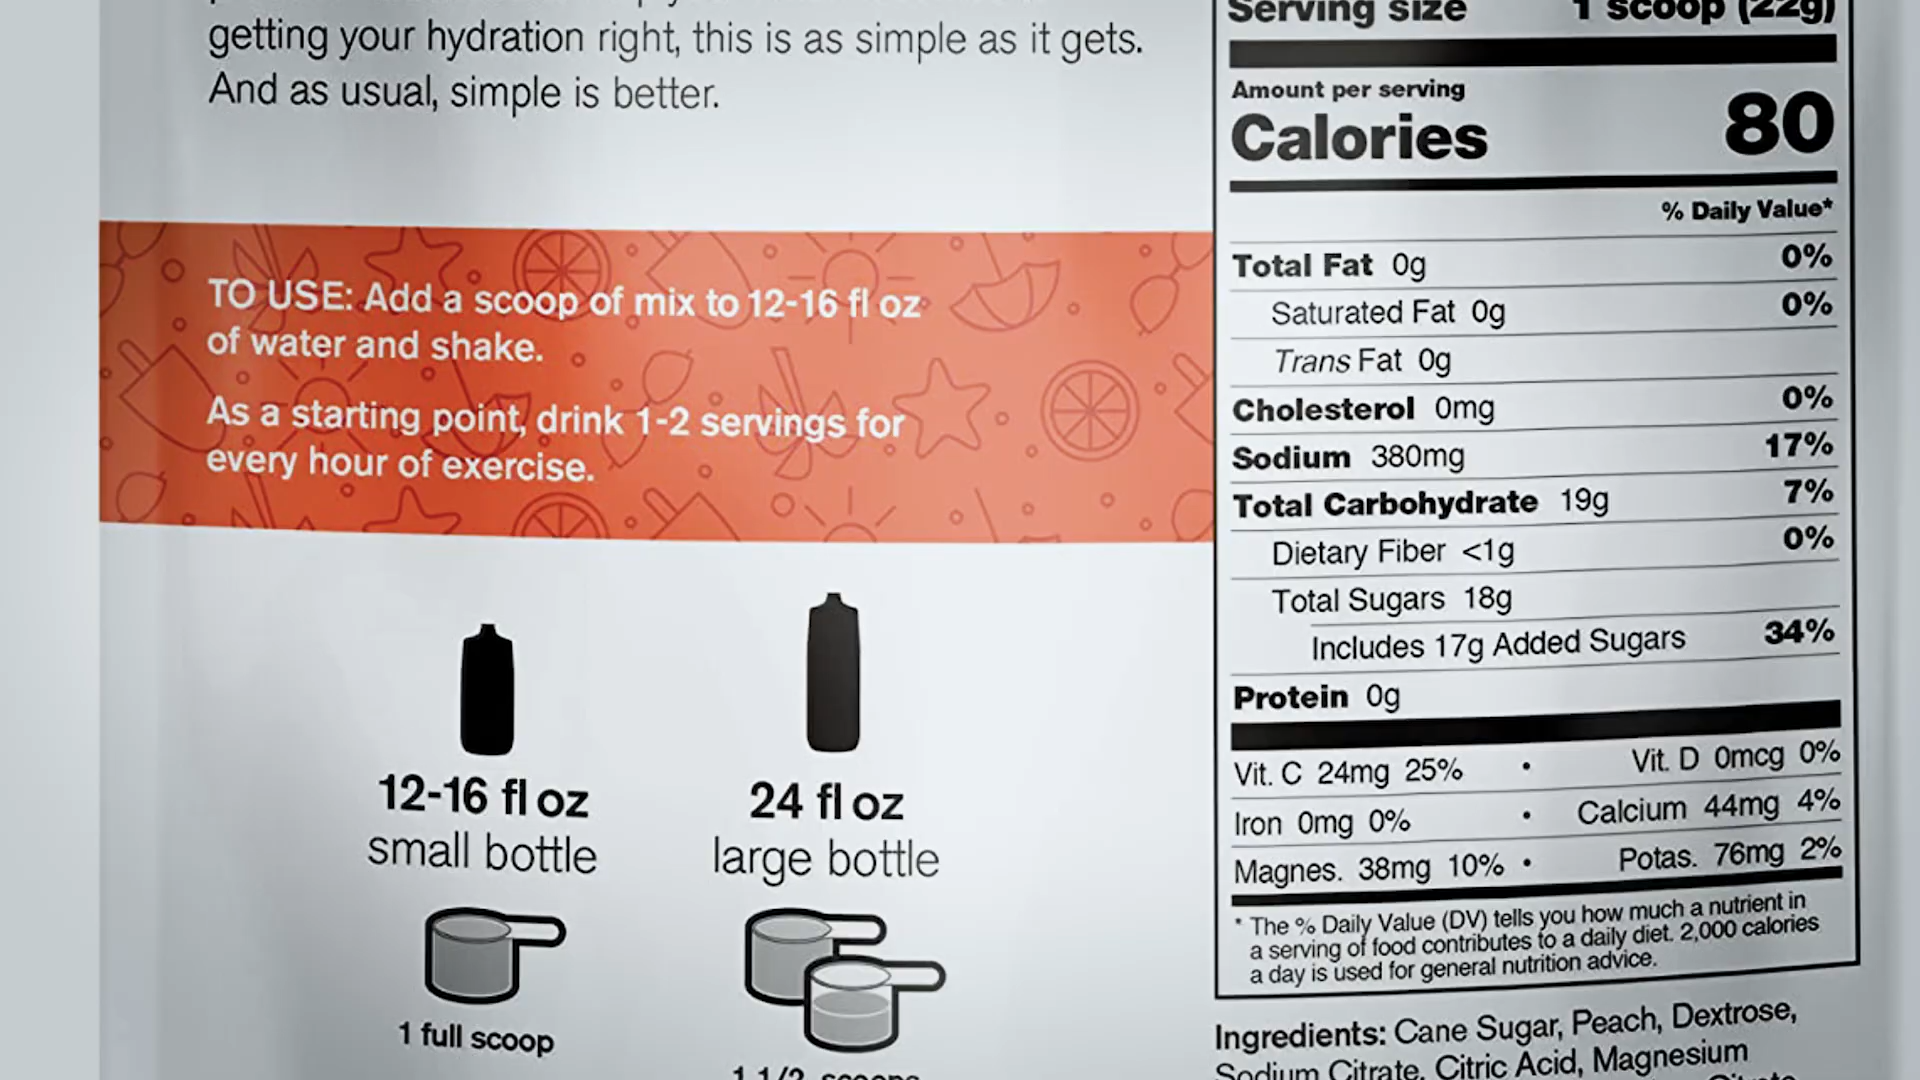 getting your hydration right, this is as simple as it gets.
And as usual, simple is better.
TO USE: Add a scoop of mix to 12-16 fl oz
of water and shake.
As a starting point, drink 1-2 servings for
every hour of exercise.
12-16 fl oz
small bottle
1 full scoop
24 fl oz
large bottle
1 1/2 scoops
Serving size 1 scoop (22g)
Amount per serving
Calories 80
% Daily Value*
Total Fat 0g 0%
Saturated Fat 0g 0%
Trans Fat 0g
Cholesterol 0mg 0%
Sodium 380mg 17%
Total Carbohydrate 19g 7%
Dietary Fiber <1g 0%
Total Sugars 18g
Includes 17g Added Sugars 34%
Protein 0g
Vit. C 24mg 25% • Vit. D 0mcg 0%
Iron 0mg 0% • Calcium 44mg 4%
Magnes. 38mg 10% • Potas. 76mg 2%
* The % Daily Value (DV) tells you how much a nutrient in
a serving of food contributes to a daily diet. 2,000 calories
a day is used for general nutrition advice.
Ingredients: Cane Sugar, Peach, Dextrose,
Sodium Citrate, Citric Acid, Magnesium